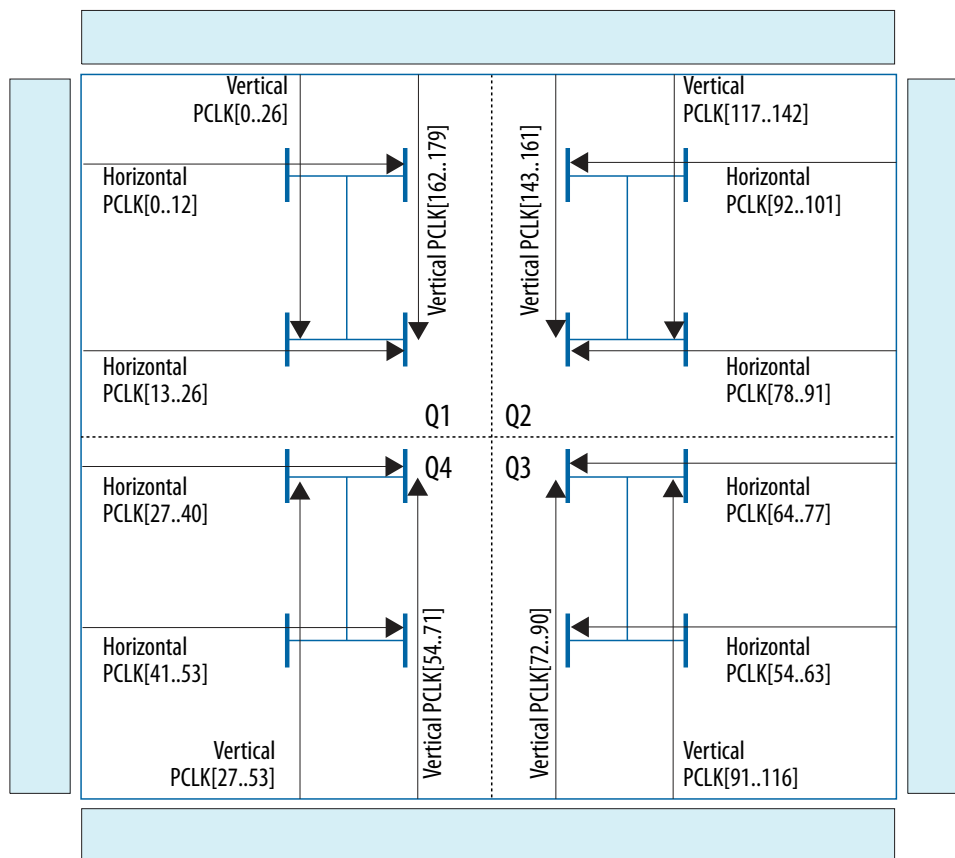 Vertical
PCLK[0..26]
Vertical
PCLK[117..142]
Horizontal
PCLK[0..12]
Vertical PCLK[162..179]
Vertical PCLK[143..161]
Horizontal
PCLK[92..101]
Horizontal
PCLK[13..26]
Horizontal
PCLK[78..91]
Q1
Q2
Q4
Q3
Horizontal
PCLK[27..40]
Horizontal
PCLK[64..77]
Horizontal
PCLK[41..53]
Vertical PCLK[54..71]
Vertical PCLK[72..90]
Horizontal
PCLK[54..63]
Vertical
PCLK[27..53]
Vertical
PCLK[91..116]